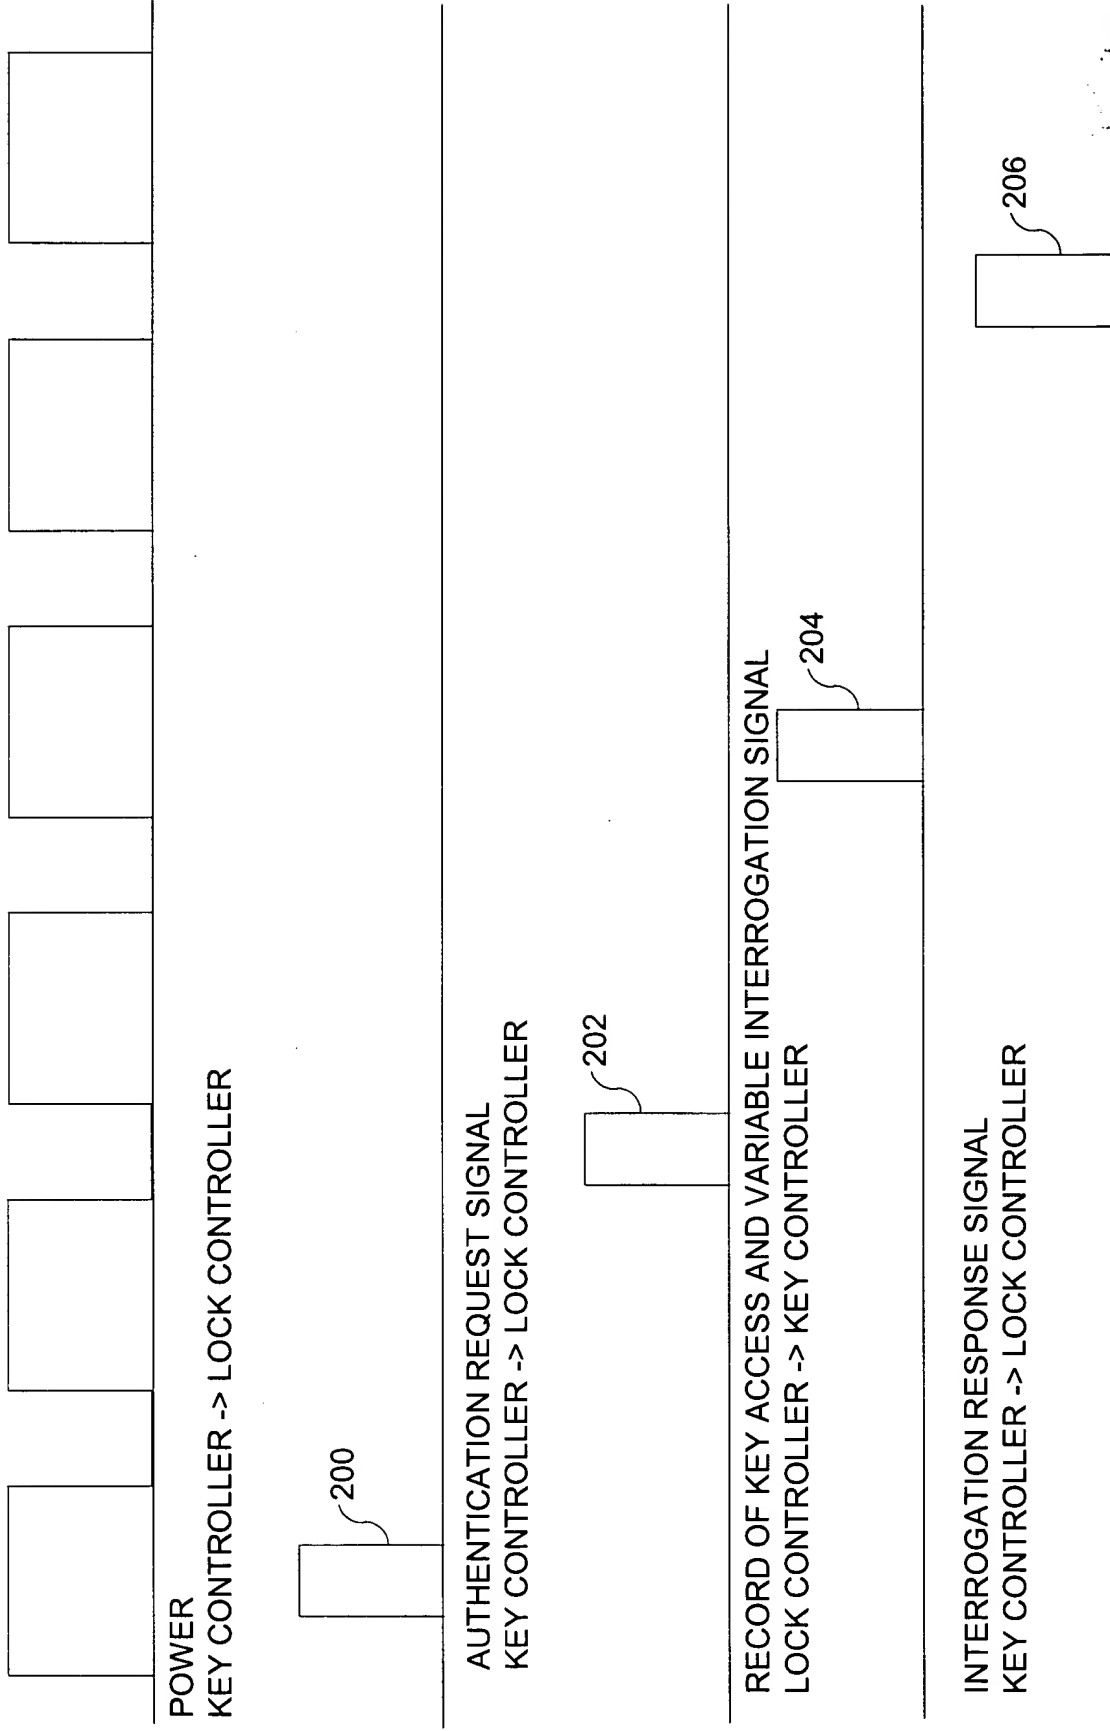 POWER
KEY CONTROLLER -> LOCK CONTROLLER
200
AUTHENTICATION REQUEST SIGNAL
KEY CONTROLLER -> LOCK CONTROLLER
202
RECORD OF KEY ACCESS AND VARIABLE INTERROGATION SIGNAL
LOCK CONTROLLER -> KEY CONTROLLER
204
INTERROGATION RESPONSE SIGNAL
KEY CONTROLLER -> LOCK CONTROLLER
206